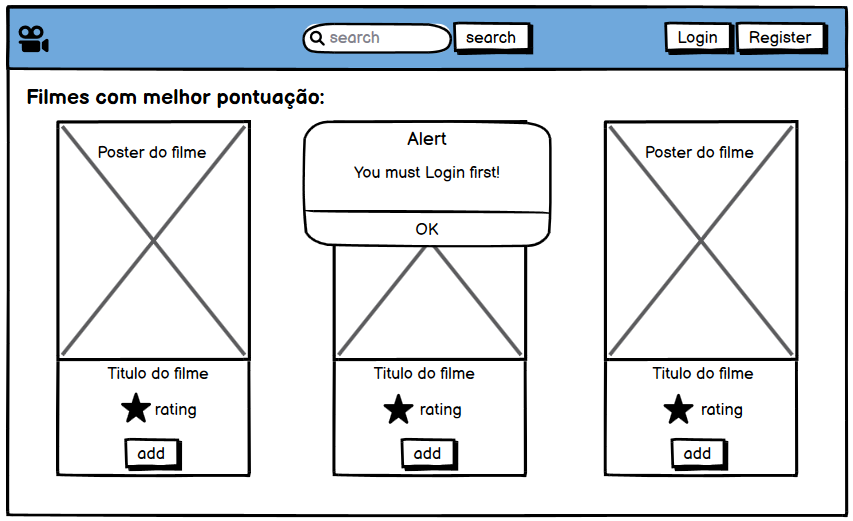 search
search
Login
Register
Filmes com melhor pontuação:
Poster do filme
Alert
You must Login first!
OK
Poster do filme
Titulo do filme
rating
add
Titulo do filme
rating
add
Titulo do filme
rating
add